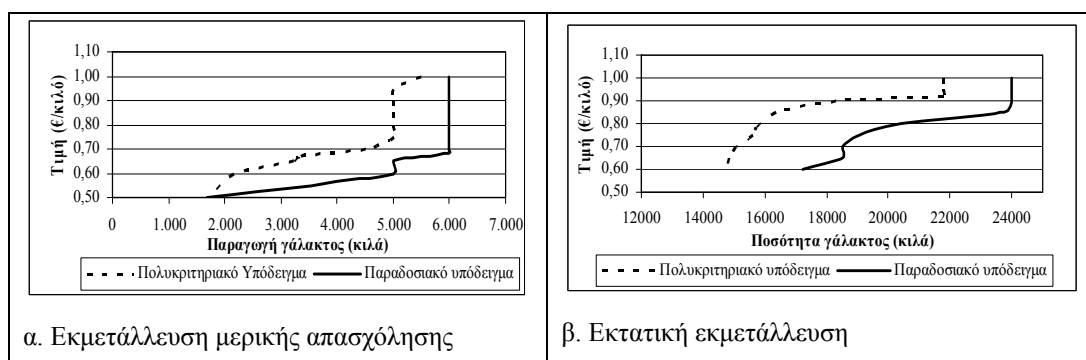 1,10
1,00
0,90
0,80
0,70
0,60
0,50
Τιμή (€/κιλό)
0 1.000 2.000 3.000 4.000 5.000 6.000 7.000
Παραγωγή γάλακτος (κιλά)
Πολυκριτηριακό Υπόδειγμα Παραδοσιακό υπόδειγμα
α. Εκμετάλλευση μερικής απασχόλησης
1,10
1,00
0,90
0,80
0,70
0,60
0,50
Τιμή (€/κιλό)
12000 14000 16000 18000 20000 22000 24000
Ποσότητα γάλακτος (κιλά)
Πολυκριτηριακό υπόδειγμα Παραδοσιακό υπόδειγμα
β. Εκτατική εκμετάλλευση